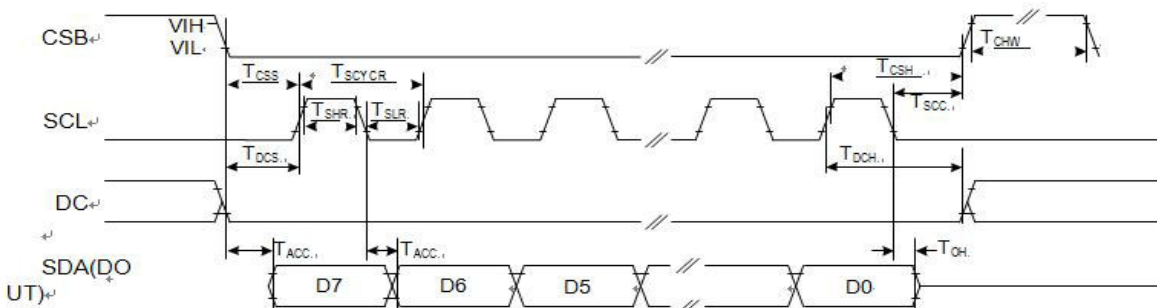 CSB
VIH
VIL
TCHW
TCSS
TSCYCR
TCSH
TSCC.
SCL
TSHR.
TSLR.
TDCS.
TDCH.
DC
TACC.
TACC.
TOH.
SDA(DO
UT)
D7
D6
D5
D0